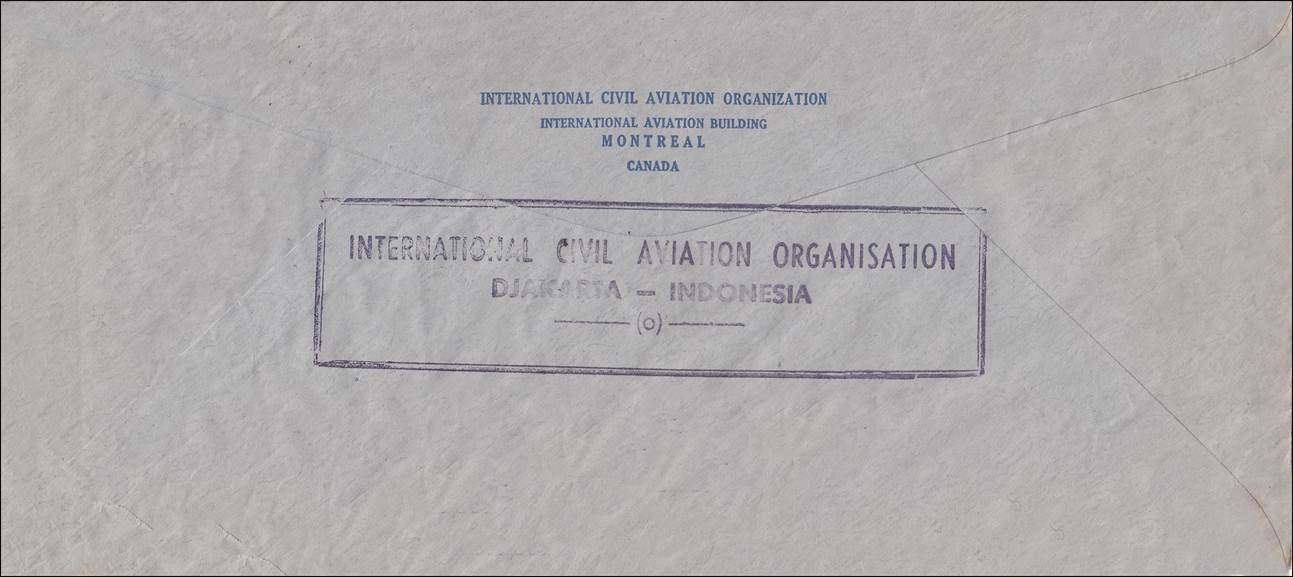 INTERNATIONAL CIVIL AVIATION ORGANIZATION
INTERNATIONAL AVIATION BUILDING
MONTREAL
CANADA
INTERNATIONAL CIVIL AVIATION ORGANISATION
DJAKARTA — INDONESIA
(o)